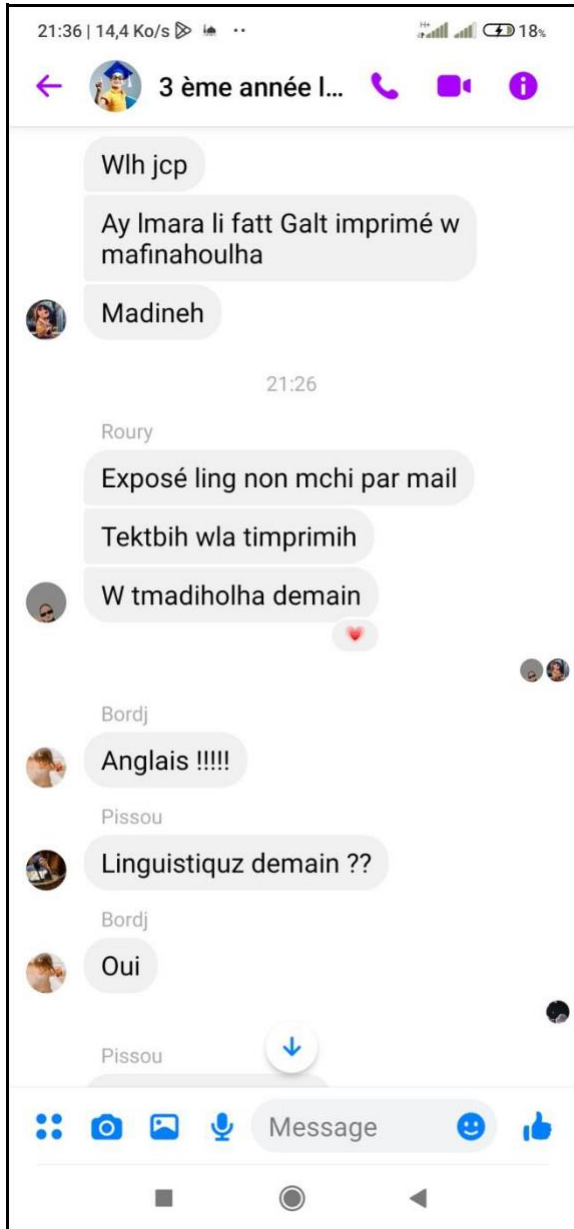 21:36 | 14,4 Ko/s ·· H+ 18%
3 ème année l...
Wlh jcp
Ay lmara li fatt Galt imprimé w
mafinahoulha
Madineh
21:26
Roury
Exposé ling non mchi par mail
Tektbih wla timprimih
W tmadiholha demain
Bordj
Anglais !!!!!
Pissou
Linguistiquz demain ??
Bordj
Oui
Pissou
Message